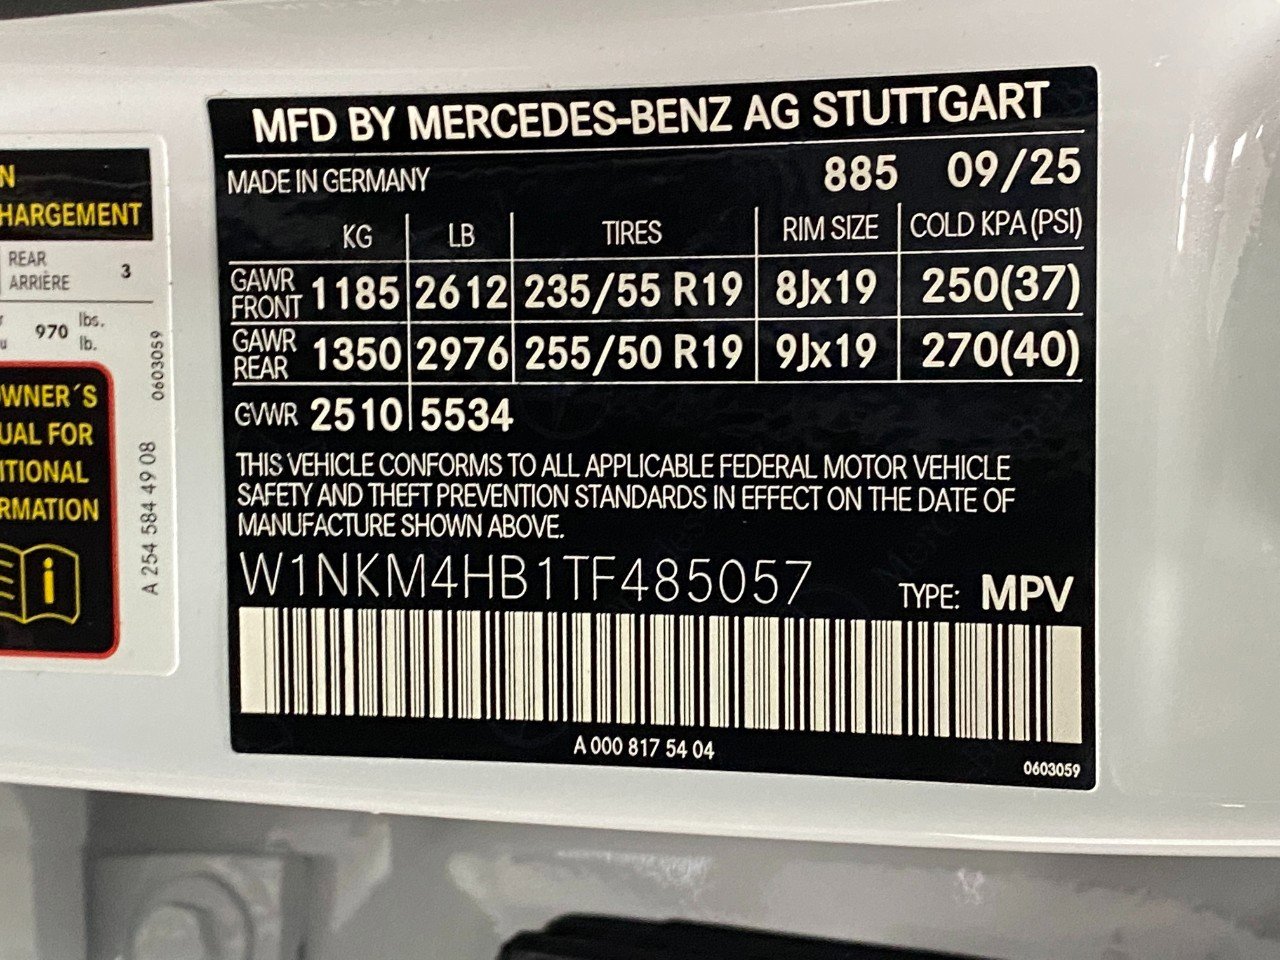 MFD BY MERCEDES-BENZ AG STUTTGART
MADE IN GERMANY 885 09/25
KG LB TIRES RIM SIZE COLD KPA (PSI)
GAWR FRONT 1185 2612 235/55 R19 8Jx19 250(37)
GAWR REAR 1350 2976 255/50 R19 9Jx19 270(40)
GVWR 2510 5534
THIS VEHICLE CONFORMS TO ALL APPLICABLE FEDERAL MOTOR VEHICLE
SAFETY AND THEFT PREVENTION STANDARDS IN EFFECT ON THE DATE OF
MANUFACTURE SHOWN ABOVE.
W1NKM4HB1TF485057 TYPE: MPV
A 000 817 54 04
0603059
N
HARGEMENT
REAR
ARRIÈRE 3
970 lbs.
lb.
WNER´S
UAL FOR
ITIONAL
RMATION
i
0603059
A 254 584 49 08